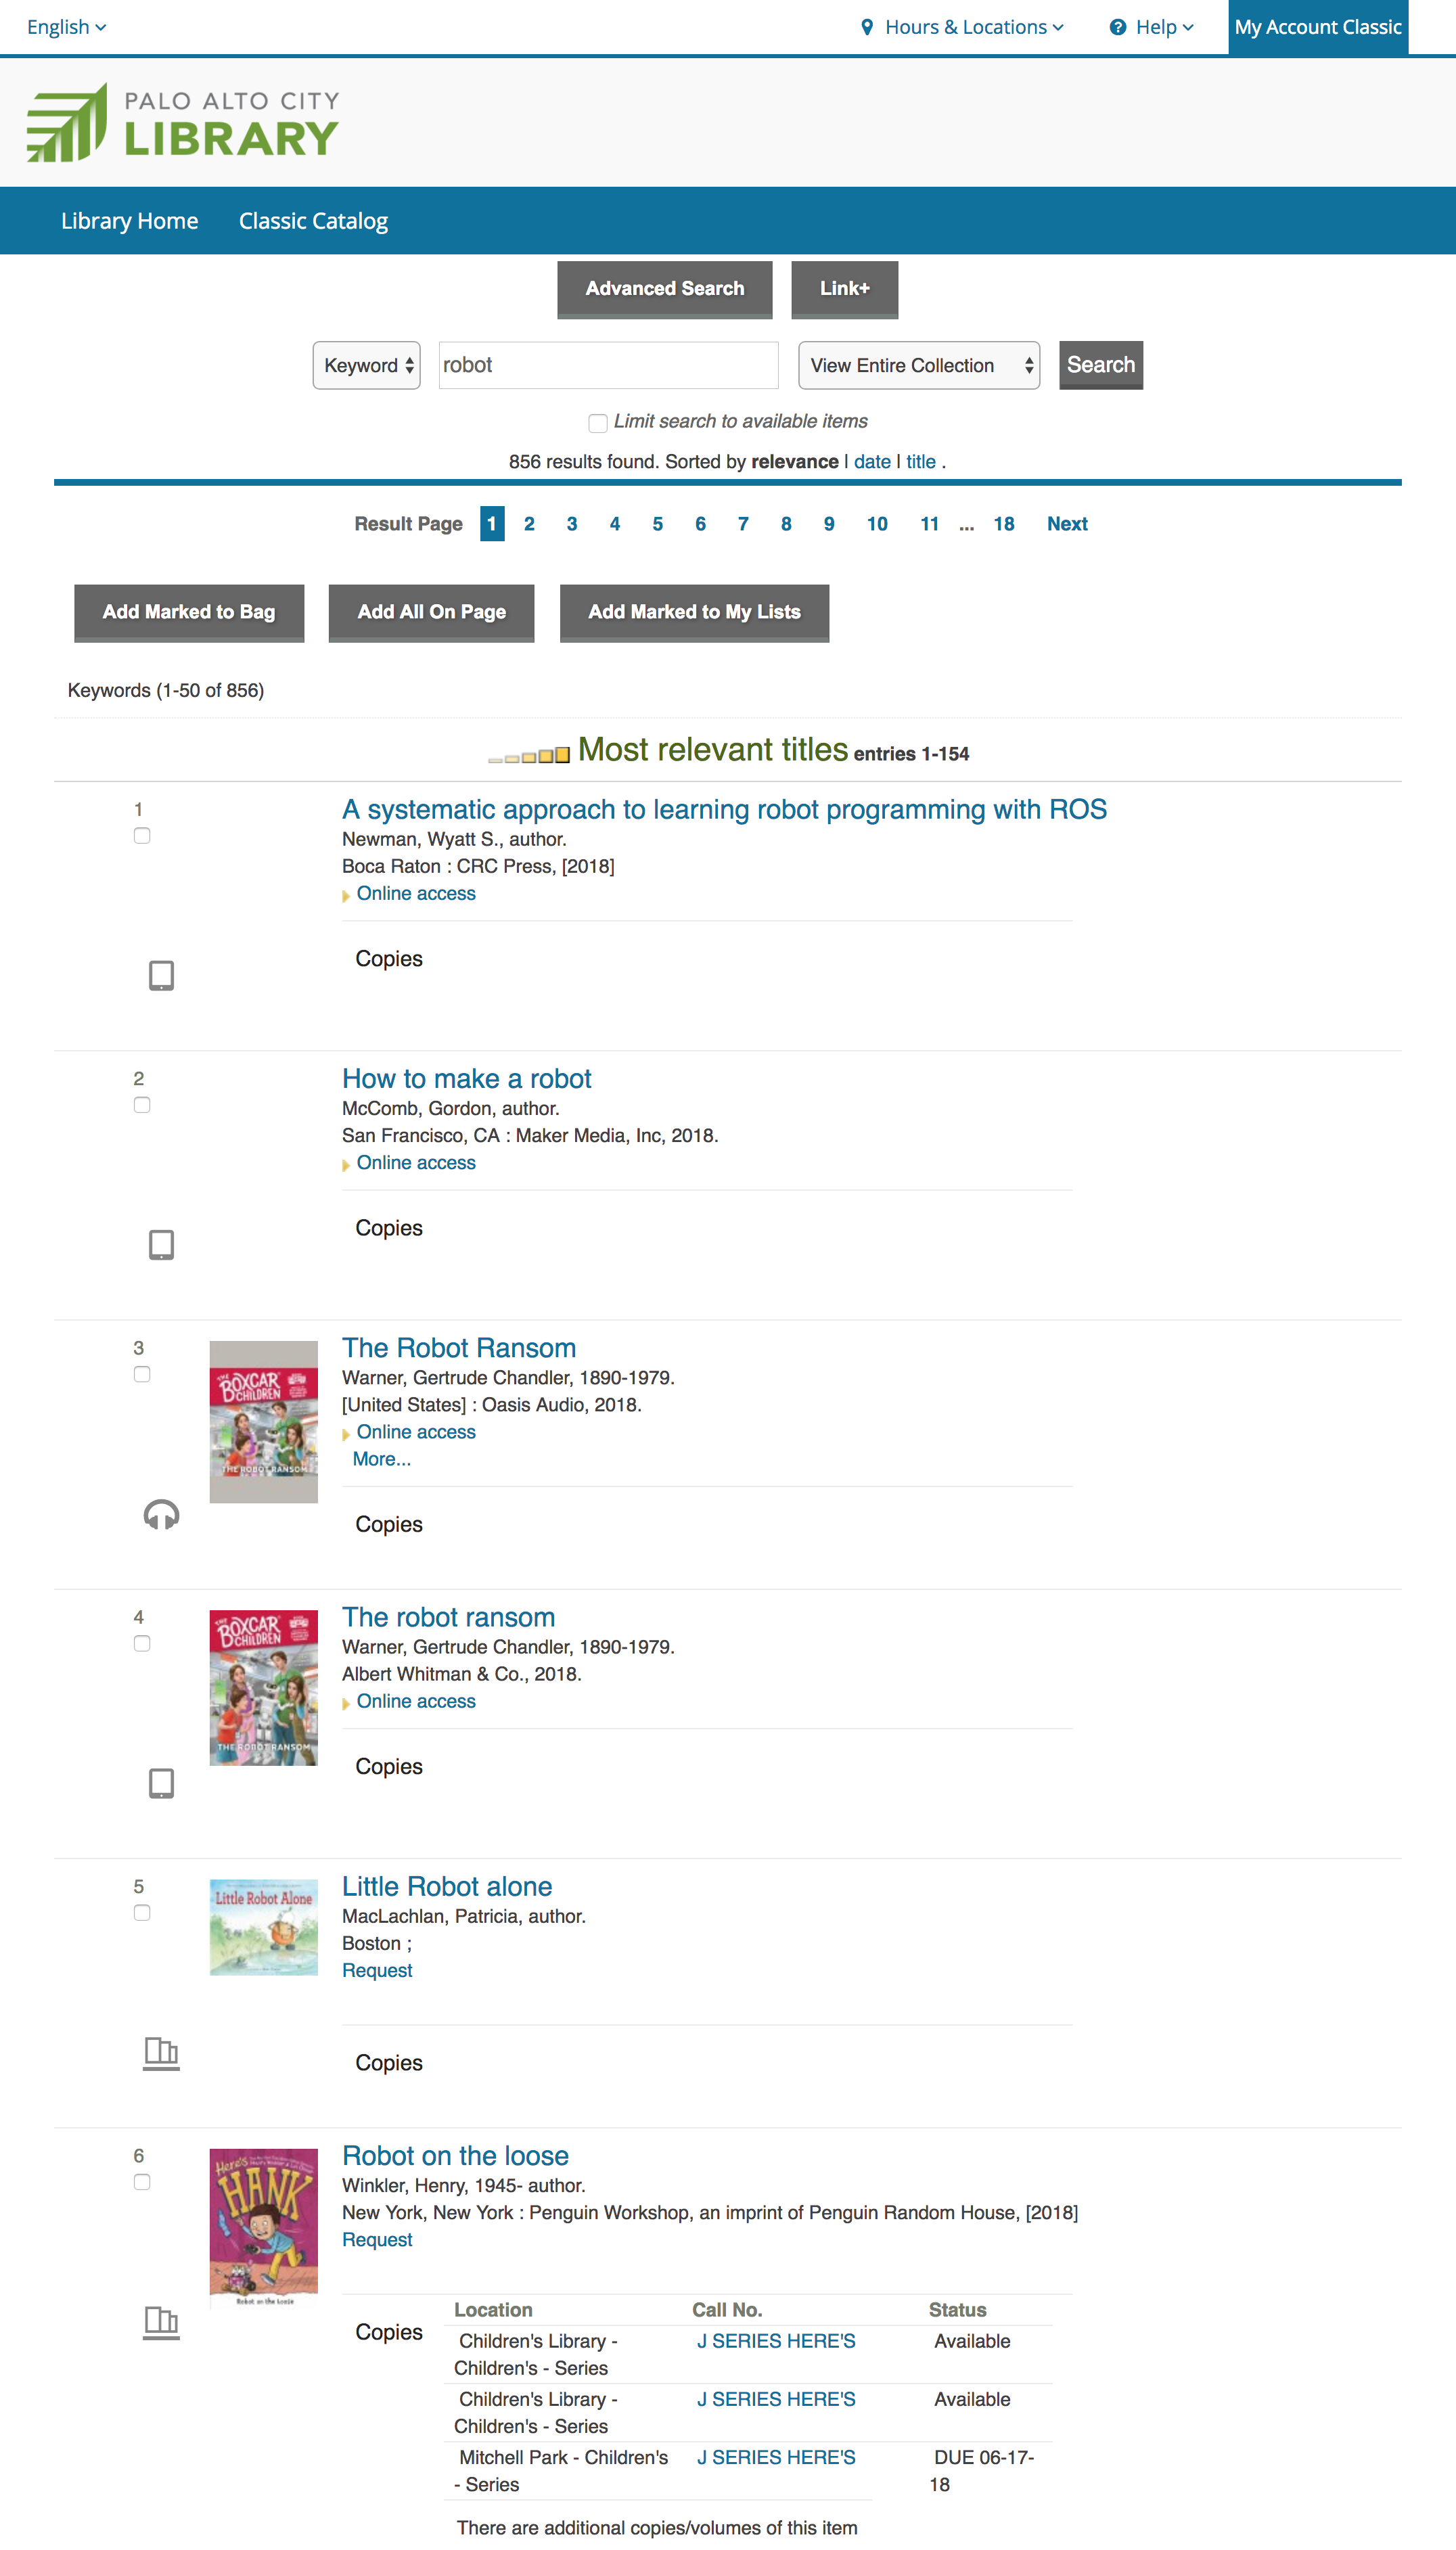 English
Hours & Locations
Help
My Account Classic
PALO ALTO CITY
LIBRARY
Library Home
Classic Catalog
Advanced Search
Link+
Keyword
robot
View Entire Collection
Search
Limit search to available items
856 results found. Sorted by relevance | date | title .
Result Page 1 2 3 4 5 6 7 8 9 10 11 ... 18 Next
Add Marked to Bag
Add All On Page
Add Marked to My Lists
Keywords (1-50 of 856)
Most relevant titles entries 1-154
1
A systematic approach to learning robot programming with ROS
Newman, Wyatt S., author.
Boca Raton : CRC Press, [2018]
Online access
Copies
2
How to make a robot
McComb, Gordon, author.
San Francisco, CA : Maker Media, Inc, 2018.
Online access
Copies
3
THE BOXCAR
CHILDREN
THE ROBOT RANSOM
The Robot Ransom
Warner, Gertrude Chandler, 1890-1979.
[United States] : Oasis Audio, 2018.
Online access
More...
Copies
4
THE BOXCAR
CHILDREN
THE ROBOT RANSOM
The robot ransom
Warner, Gertrude Chandler, 1890-1979.
Albert Whitman & Co., 2018.
Online access
Copies
5
Little Robot Alone
Little Robot alone
MacLachlan, Patricia, author.
Boston ;
Request
Copies
6
Here's
HANK
Robot on the Loose
Robot on the loose
Winkler, Henry, 1945- author.
New York, New York : Penguin Workshop, an imprint of Penguin Random House, [2018]
Request
Copies
Location Call No. Status
Children's Library - J SERIES HERE'S Available
Children's - Series
Children's Library - J SERIES HERE'S Available
Children's - Series
Mitchell Park - Children's J SERIES HERE'S DUE 06-17-
- Series 18
There are additional copies/volumes of this item